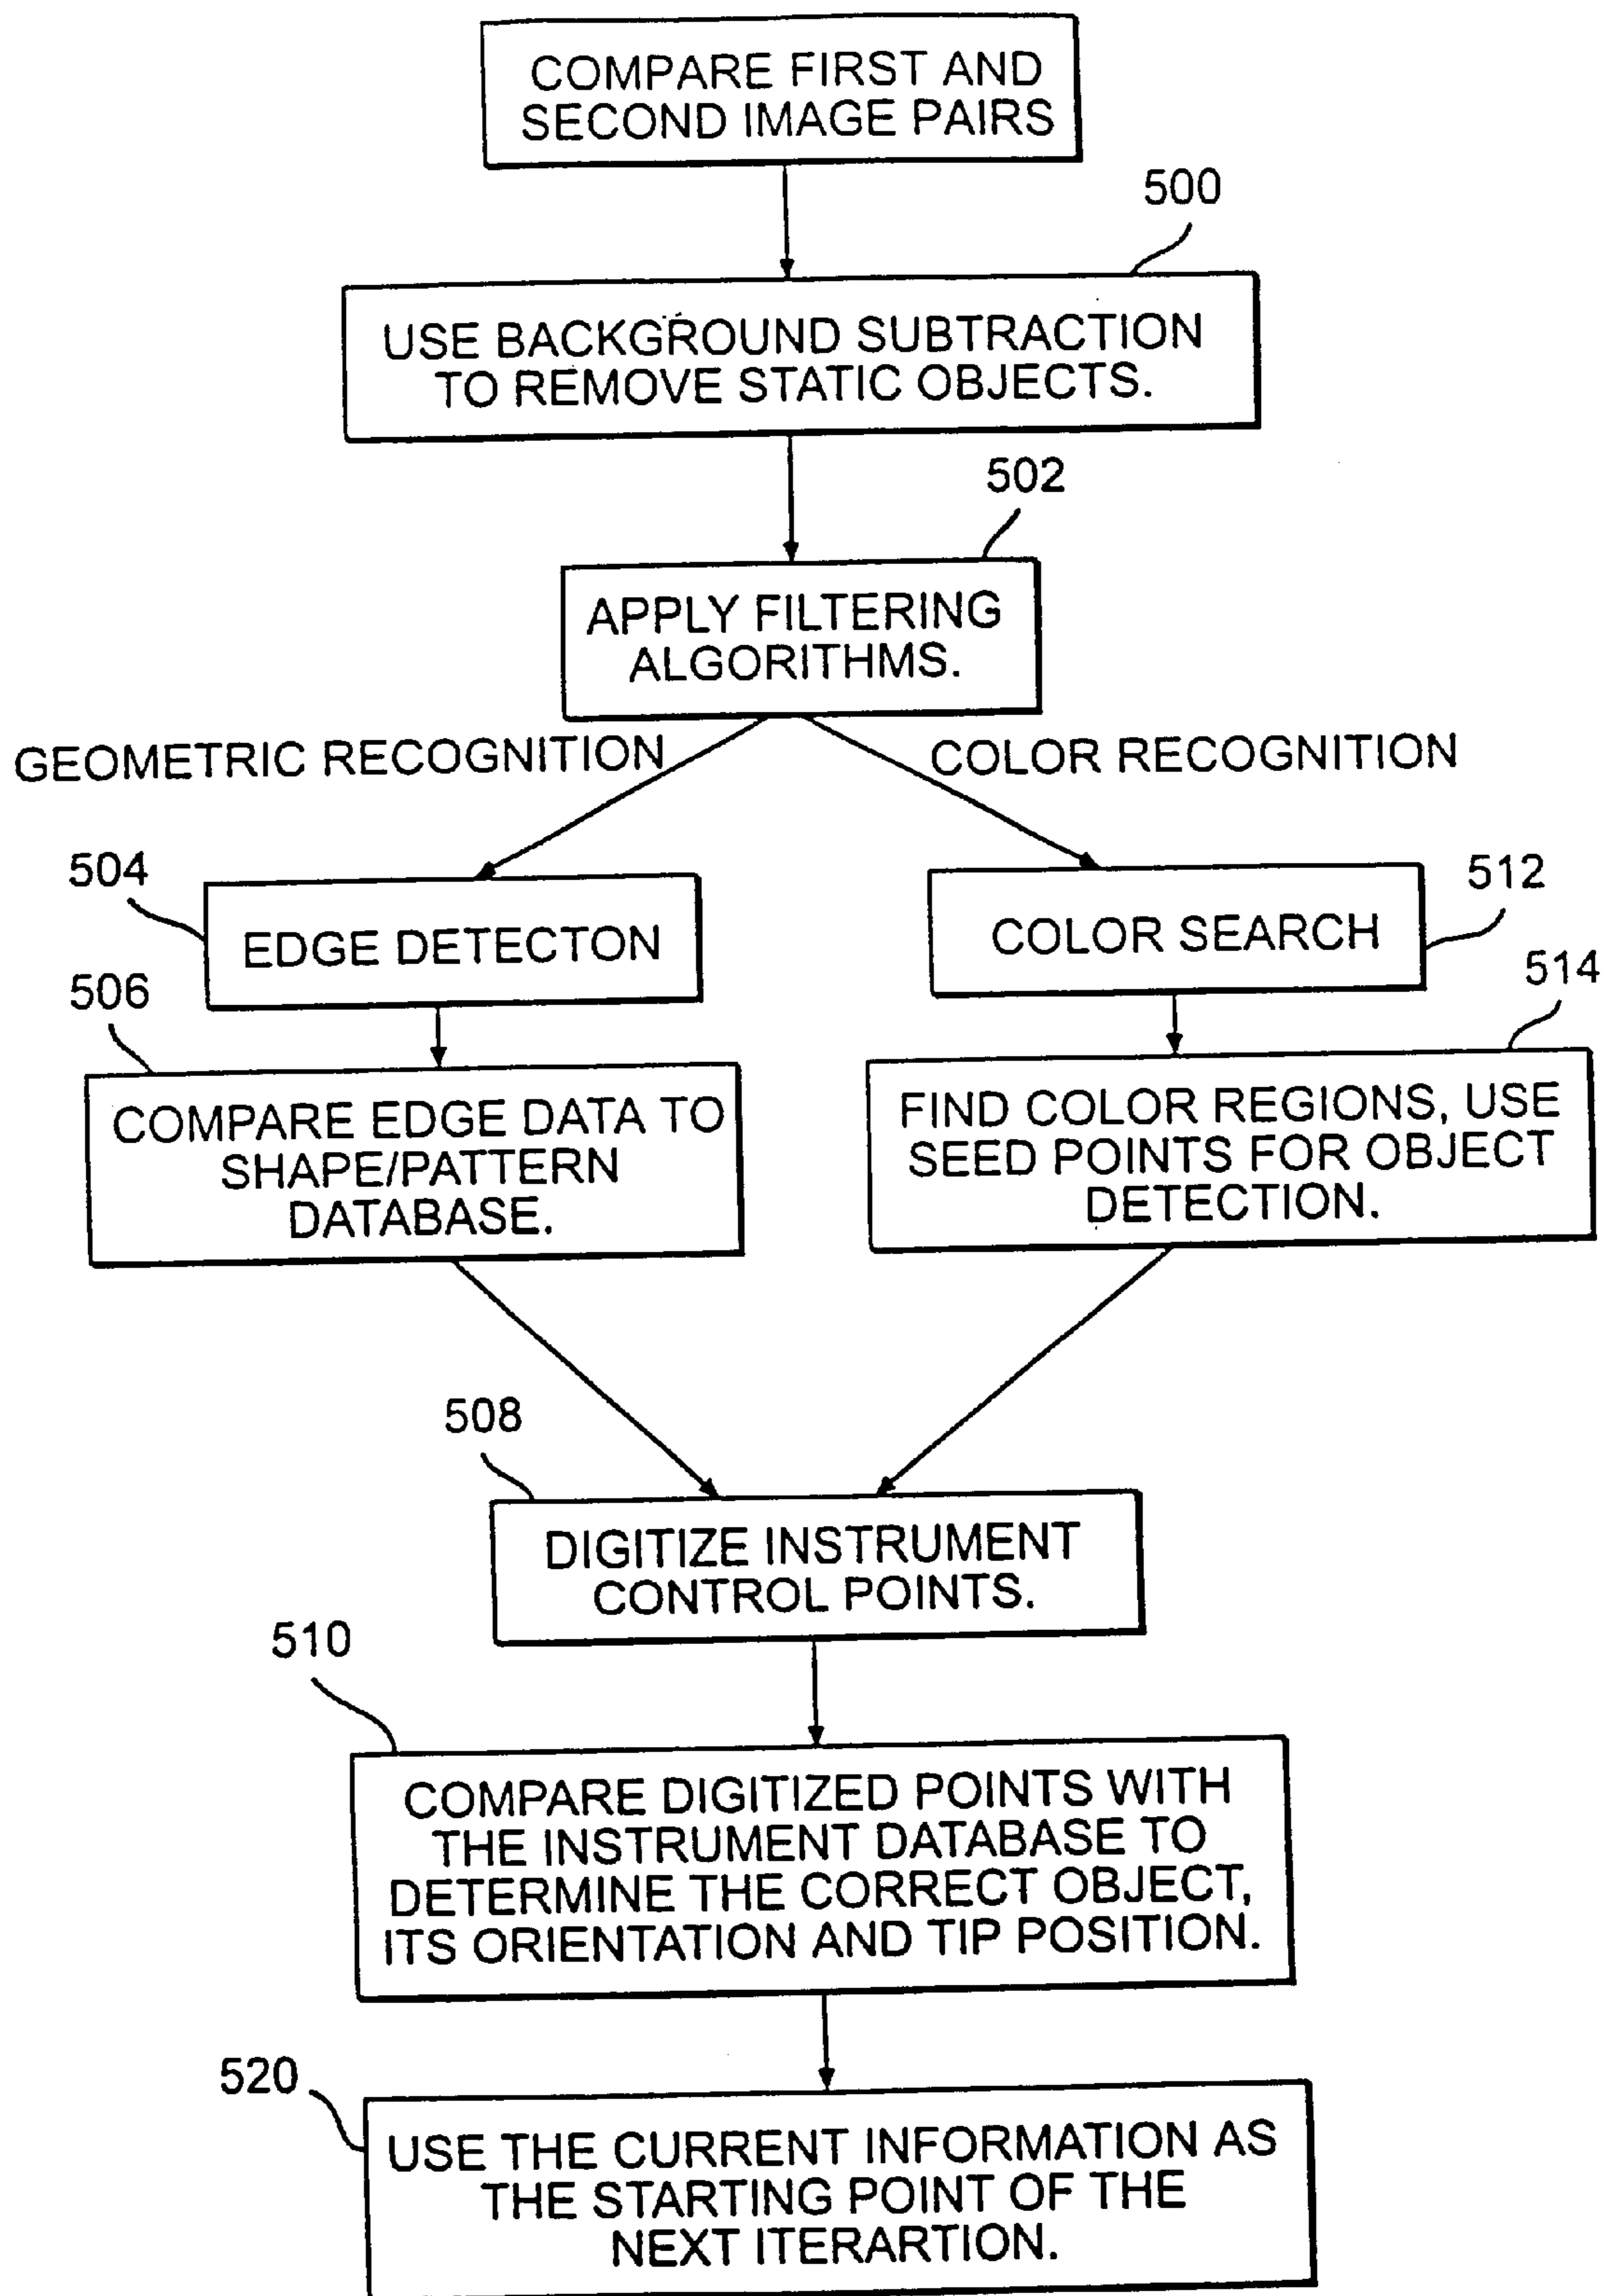 COMPARE FIRST AND
SECOND IMAGE PAIRS
500
USE BACKGROUND SUBTRACTION
TO REMOVE STATIC OBJECTS.
502
APPLY FILTERING
ALGORITHMS.
GEOMETRIC RECOGNITION
COLOR RECOGNITION
504
EDGE DETECTON
512
COLOR SEARCH
506
COMPARE EDGE DATA TO
SHAPE/PATTERN
DATABASE.
514
FIND COLOR REGIONS, USE
SEED POINTS FOR OBJECT
DETECTION.
508
DIGITIZE INSTRUMENT
CONTROL POINTS.
510
COMPARE DIGITIZED POINTS WITH
THE INSTRUMENT DATABASE TO
DETERMINE THE CORRECT OBJECT,
ITS ORIENTATION AND TIP POSITION.
520
USE THE CURRENT INFORMATION AS
THE STARTING POINT OF THE
NEXT ITERARTION.